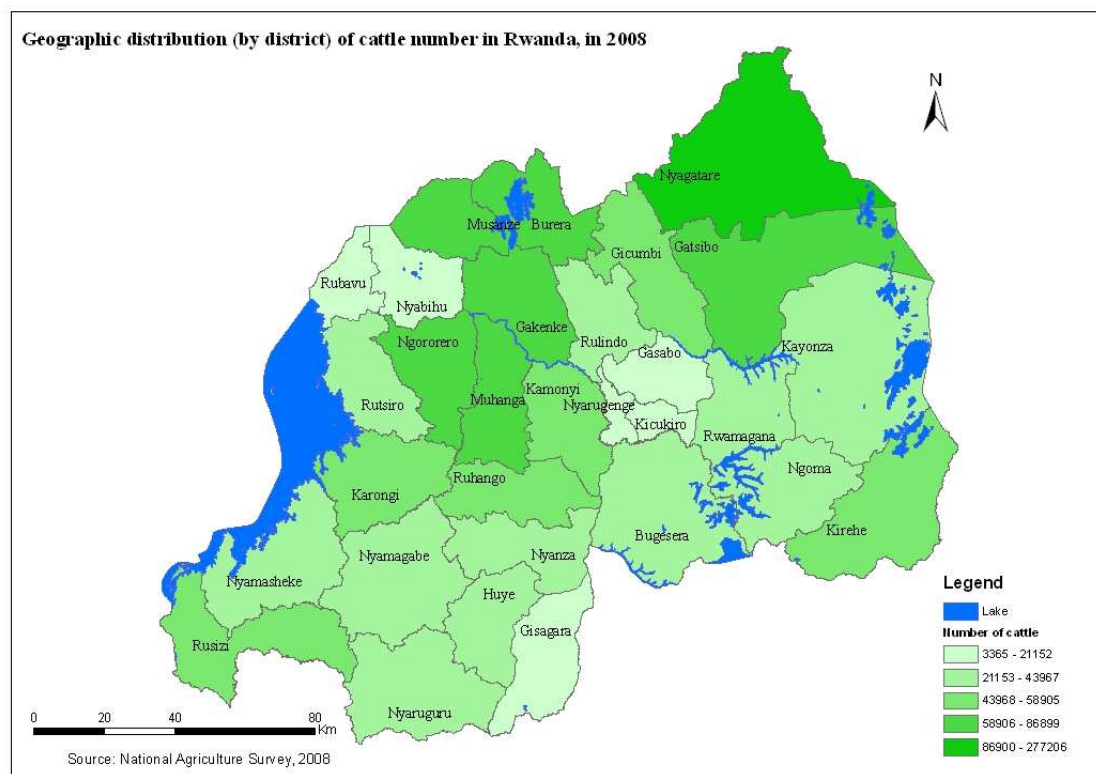 Geographic distribution (by district) of cattle number in Rwanda, in 2008
N
Nyagatare
Musanze
Burera
Gicumbi
Gatsibo
Rubavu
Nyabihu
Gakenke
Ngororero
Rulindo
Gasabo
Kayonza
Rutsiro
Muhanga
Kamonyi
Nyarugenge
Kicukiro
Rwamagana
Ngoma
Karongi
Ruhango
Kirehe
Bugesera
Nyamagabe
Nyanza
Nyamasheke
Huye
Gisagara
Rusizi
Nyaruguru
Legend
Lake
Number of cattle
3365 - 21152
21153 - 43967
43968 - 58905
58906 - 86899
86900 - 277206
0 20 40 80
Km
Source: National Agriculture Survey, 2008